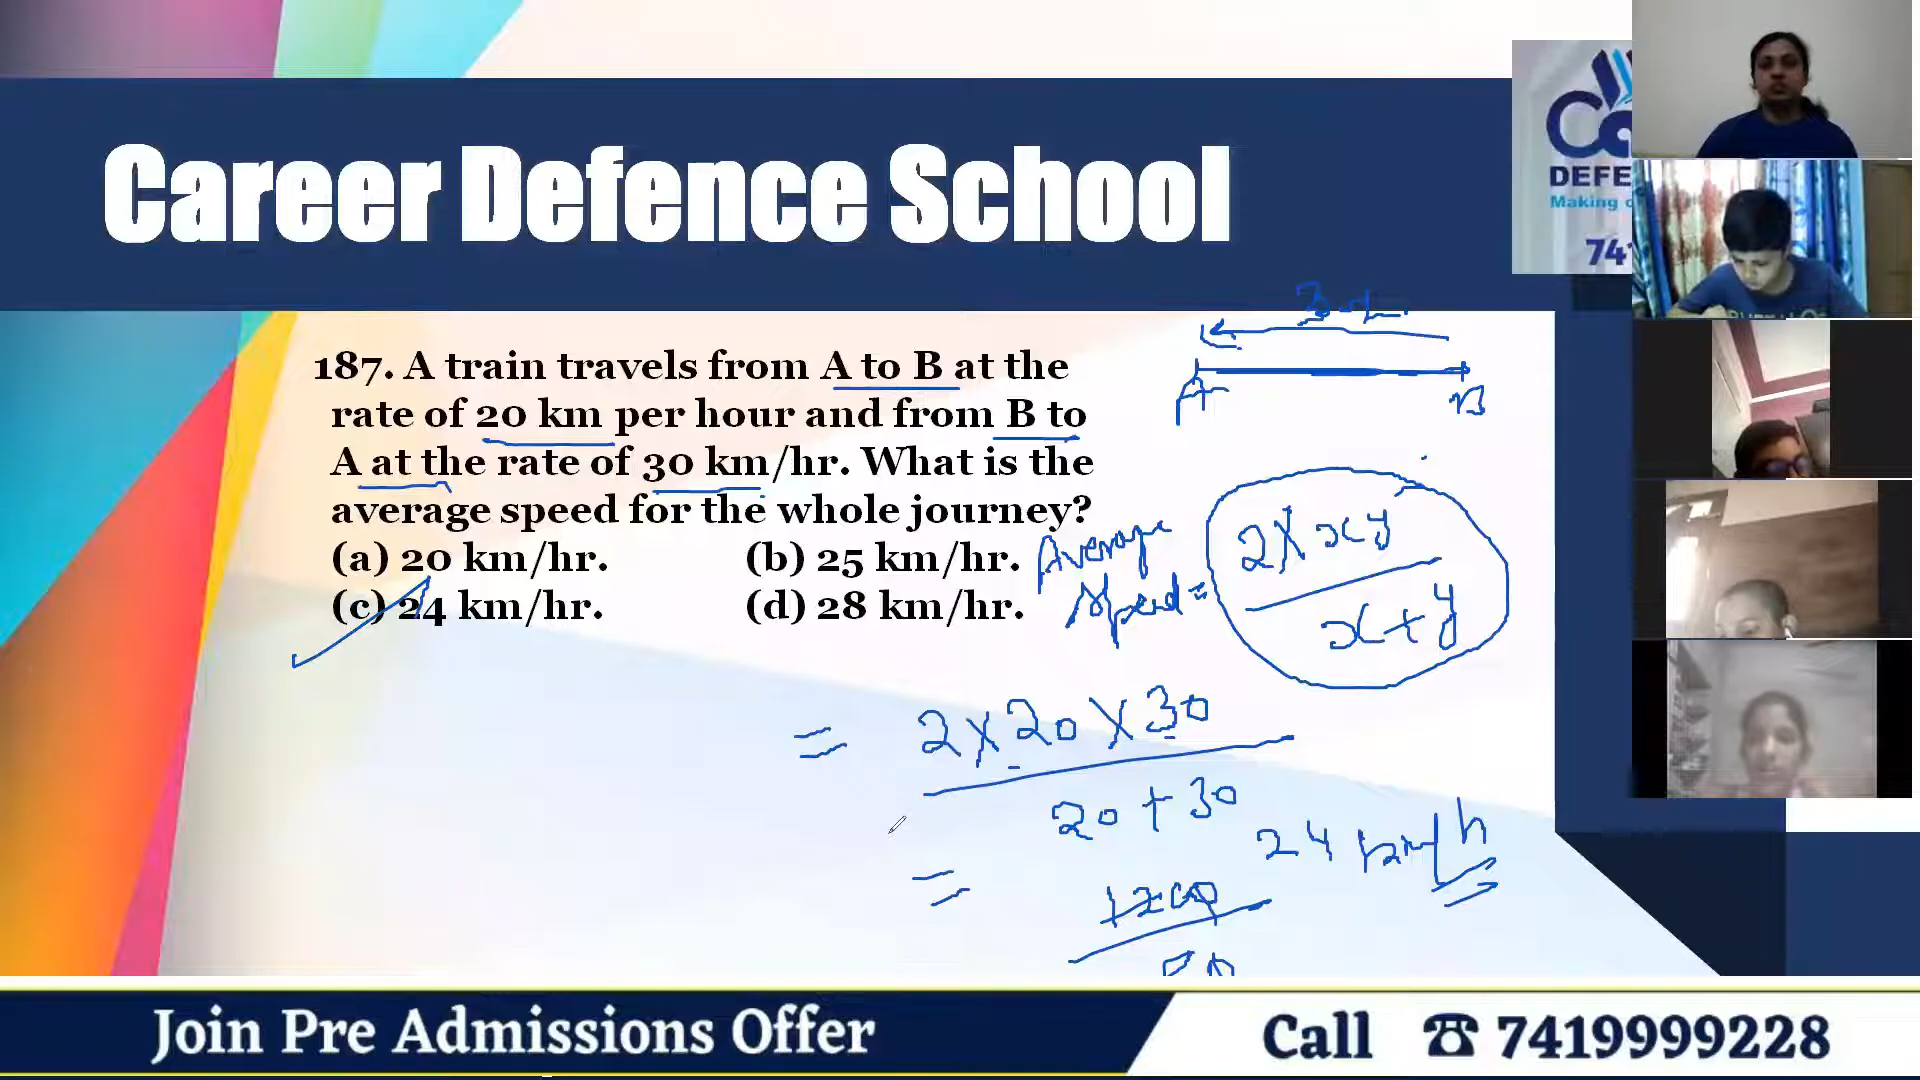 Career Defence School
DEFE
Making
741
187. A train travels from A to B at the
rate of 20 km per hour and from B to
A at the rate of 30 km/hr. What is the
average speed for the whole journey?
(a) 20 km/hr. (b) 25 km/hr.
(c) 24 km/hr. (d) 28 km/hr.
A B
Average
Speed =
2 X xy
x + y
= 2 X 20 X 30
20 + 30
24 km/h
= 1200
Join Pre Admissions Offer
Call ☎ 7419999228